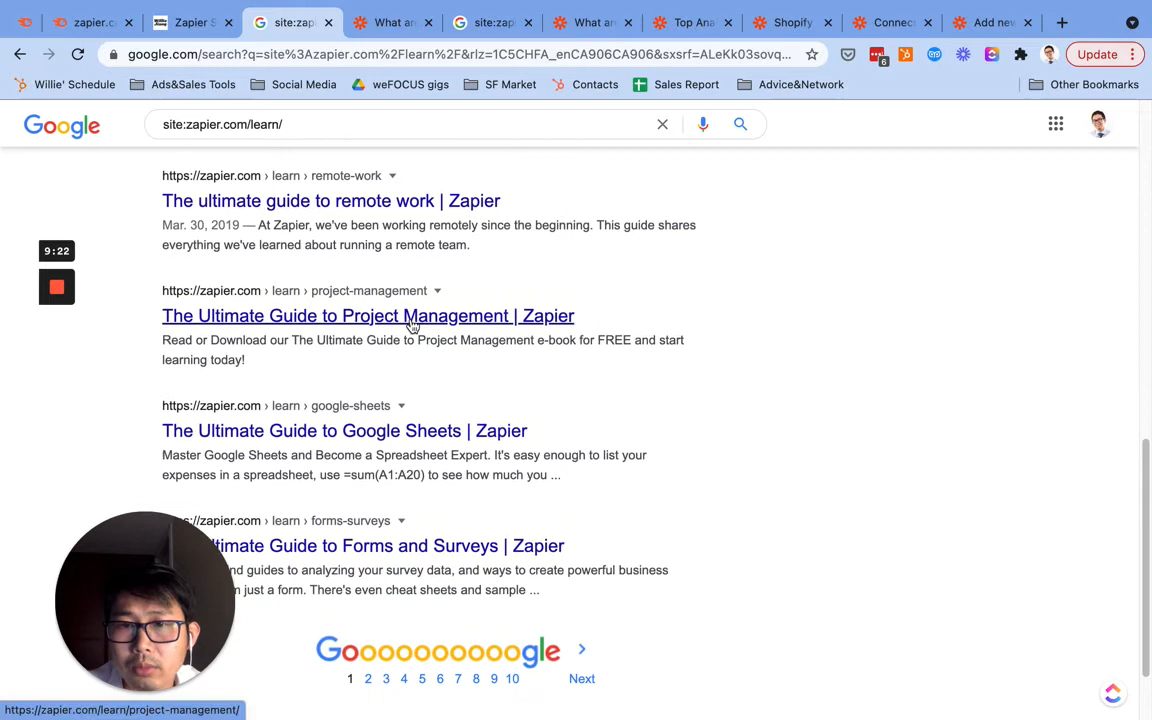 zapier.c
Zapier S
site:zapi
What are
site:zap
What are
Top Ana
Shopify
Connec
Add new
google.com/search?q=site%3Azapier.com%2Flearn%2F&rlz=1C5CHFA_enCA906CA906&sxsrf=ALeKk03sovq...
6
Update
Willie' Schedule
Ads&Sales Tools
Social Media
weFOCUS gigs
SF Market
Contacts
Sales Report
Advice&Network
Other Bookmarks
Google
site:zapier.com/learn/
https://zapier.com › learn › remote-work
The ultimate guide to remote work | Zapier
Mar. 30, 2019 — At Zapier, we've been working remotely since the beginning. This guide shares
everything we've learned about running a remote team.
9:22
https://zapier.com › learn › project-management
The Ultimate Guide to Project Management | Zapier
Read or Download our The Ultimate Guide to Project Management e-book for FREE and start
learning today!
https://zapier.com › learn › google-sheets
The Ultimate Guide to Google Sheets | Zapier
Master Google Sheets and Become a Spreadsheet Expert. It's easy enough to list your
expenses in a spreadsheet, use =sum(A1:A20) to see how much you ...
://zapier.com › learn › forms-surveys
timate Guide to Forms and Surveys | Zapier
nd guides to analyzing your survey data, and ways to create powerful business
m just a form. There's even cheat sheets and sample ...
Goooooooooogle
1 2 3 4 5 6 7 8 9 10 Next
https://zapier.com/learn/project-management/